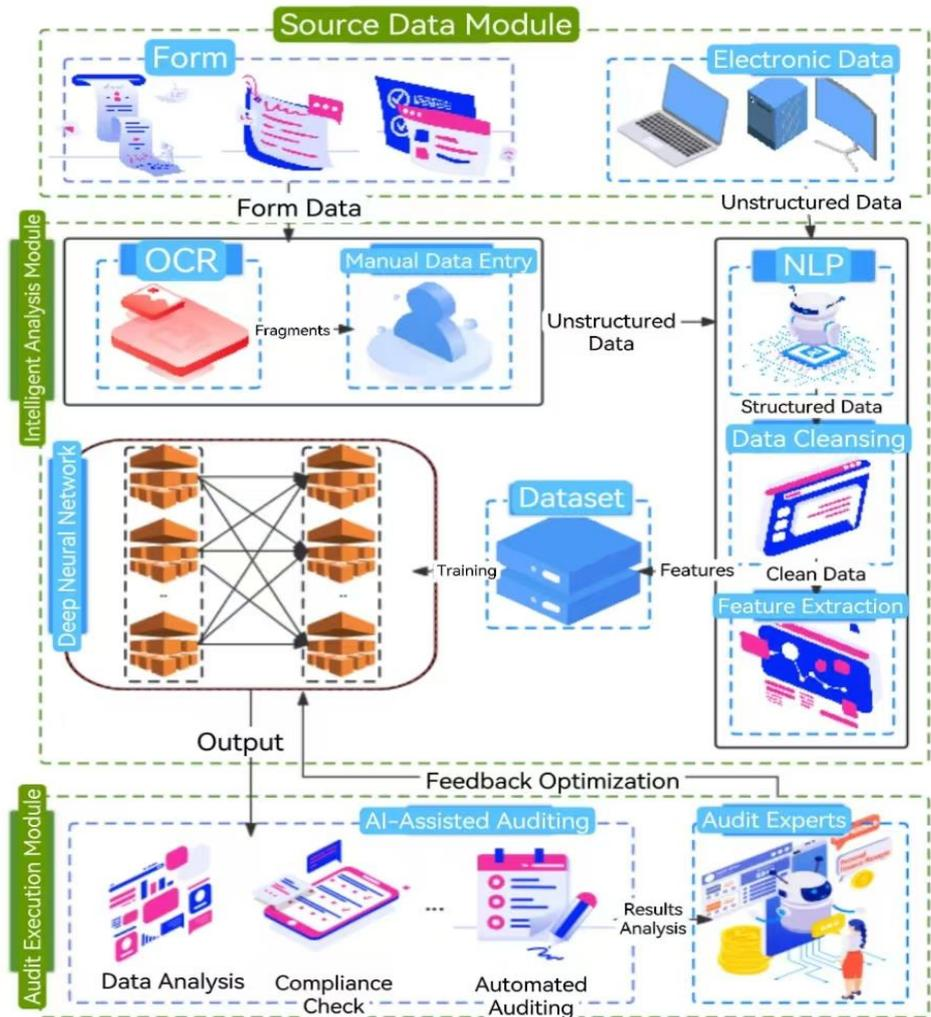 Source Data Module
Form
Electronic Data
Form Data
Unstructured Data
Intelligent Analysis Module
OCR
Manual Data Entry
NLP
Fragments
Unstructured
Data
Structured Data
Data Cleansing
Deep Neural Network
Dataset
Training
Features
Clean Data
Feature Extraction
Output
Feedback Optimization
Audit Execution Module
AI-Assisted Auditing
Audit Experts
...
Results
Analysis
Data Analysis
Compliance
Check
Automated
Auditing